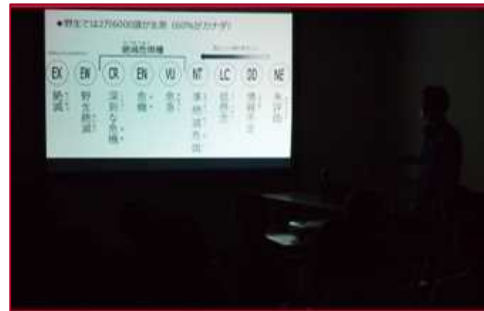 ●野生では2万6000頭が生息（60%がカナダ）
絶滅危惧種
EX EW CR EN VU NT LC DD NE
絶滅
野生絶滅
深刻な危機
危機
危急
準絶滅危惧
低懸念
情報不足
未評価